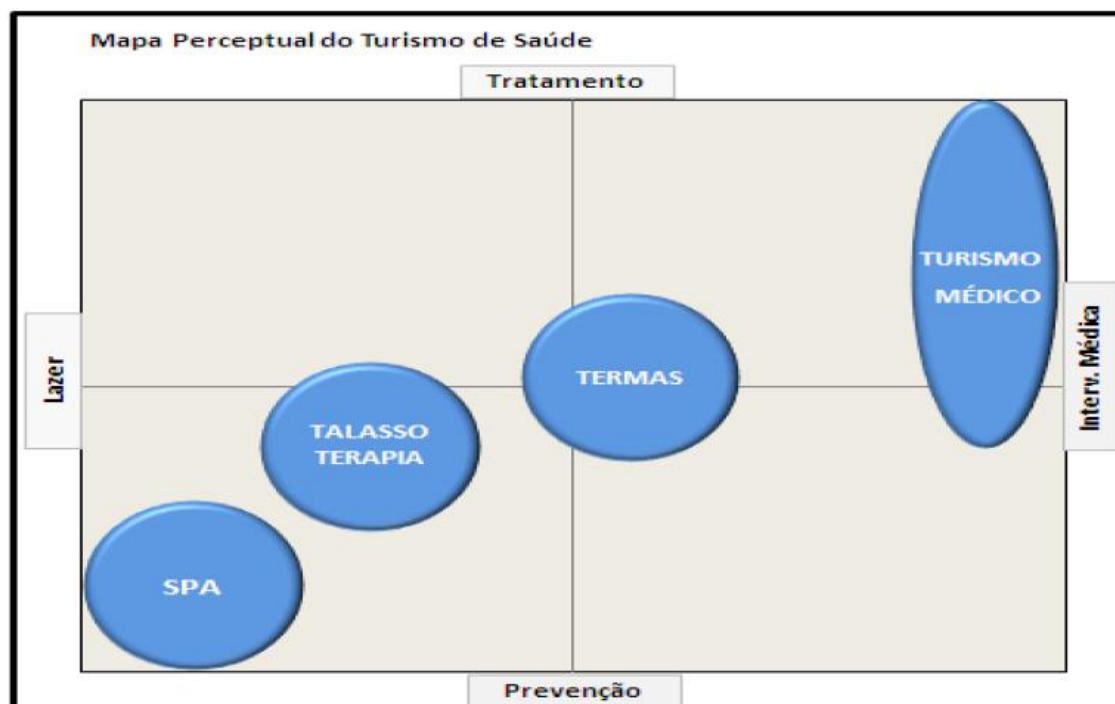 Mapa Perceptual do Turismo de Saúde
Tratamento
TURISMO
MÉDICO
Lazer
TERMAS
Interv. Médica
TALASSO
TERAPIA
SPA
Prevenção